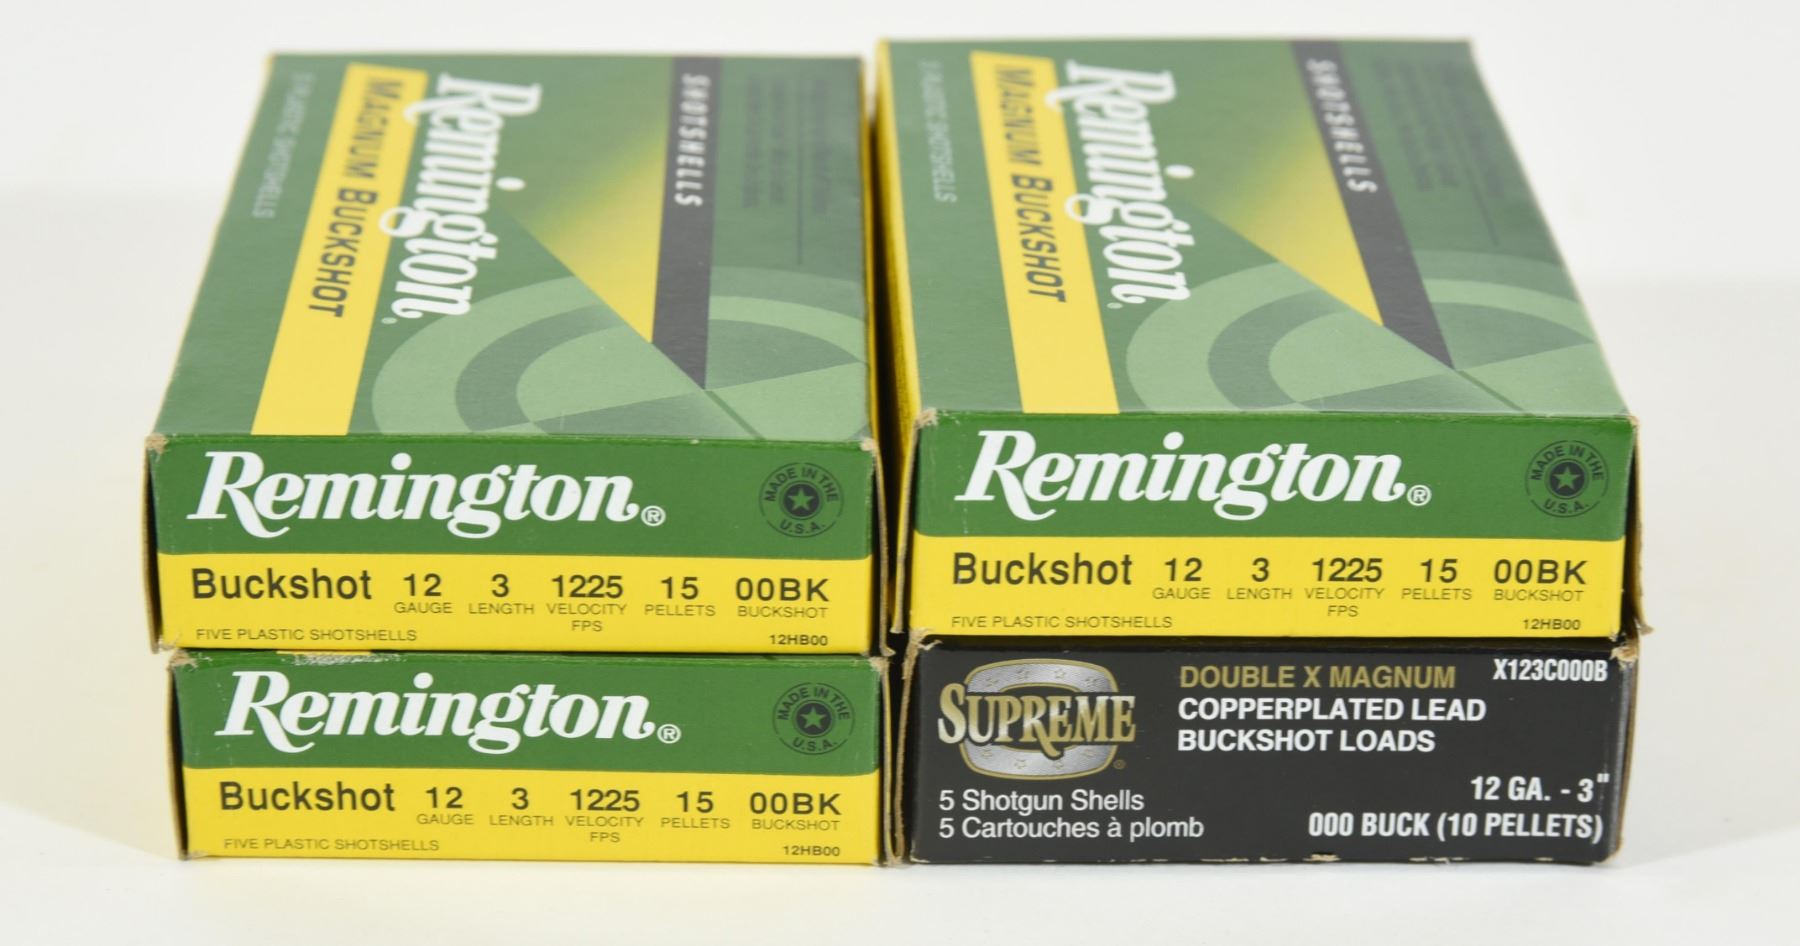 Remington®
MAGNUM BUCKSHOT
SHOTSHELLS
Remington®
MADE IN THE U.S.A.
Buckshot 12 3 1225 15 00BK
GAUGE LENGTH VELOCITY PELLETS BUCKSHOT
FPS
FIVE PLASTIC SHOTSHELLS 12HB00
Remington®
MAGNUM BUCKSHOT
SHOTSHELLS
Remington®
MADE IN THE U.S.A.
Buckshot 12 3 1225 15 00BK
GAUGE LENGTH VELOCITY PELLETS BUCKSHOT
FPS
FIVE PLASTIC SHOTSHELLS 12HB00
Remington®
MADE IN THE U.S.A.
Buckshot 12 3 1225 15 00BK
GAUGE LENGTH VELOCITY PELLETS BUCKSHOT
FPS
FIVE PLASTIC SHOTSHELLS 12HB00
SUPREME®
DOUBLE X MAGNUM X123C000B
COPPERPLATED LEAD
BUCKSHOT LOADS
5 Shotgun Shells
5 Cartouches à plomb
12 GA. - 3"
000 BUCK (10 PELLETS)